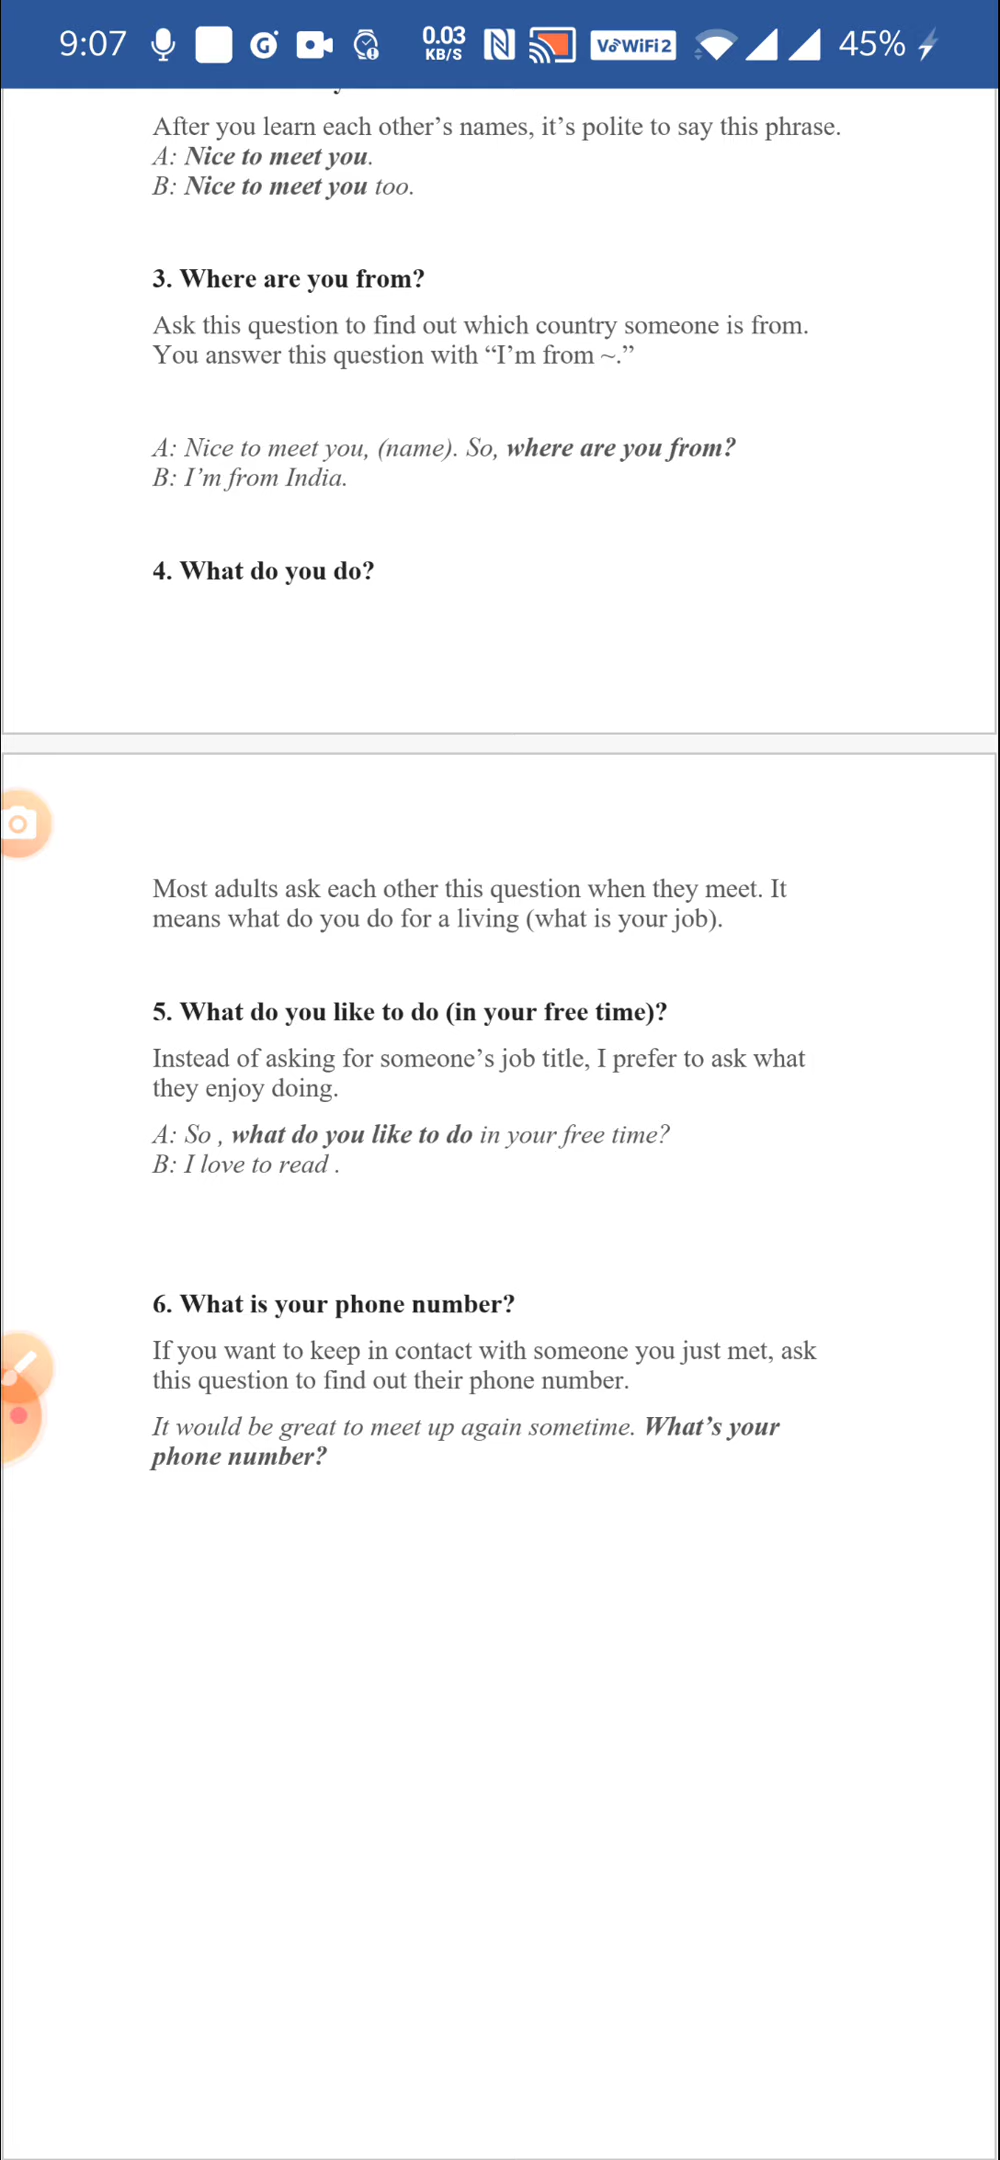 9:07 G 0.03 KB/S N VoWiFi2 45%
After you learn each other’s names, it’s polite to say this phrase.
A: Nice to meet you.
B: Nice to meet you too.
3. Where are you from?
Ask this question to find out which country someone is from.
You answer this question with “I’m from ~.”
A: Nice to meet you, (name). So, where are you from?
B: I’m from India.
4. What do you do?
Most adults ask each other this question when they meet. It
means what do you do for a living (what is your job).
5. What do you like to do (in your free time)?
Instead of asking for someone’s job title, I prefer to ask what
they enjoy doing.
A: So , what do you like to do in your free time?
B: I love to read .
6. What is your phone number?
If you want to keep in contact with someone you just met, ask
this question to find out their phone number.
It would be great to meet up again sometime. What’s your
phone number?